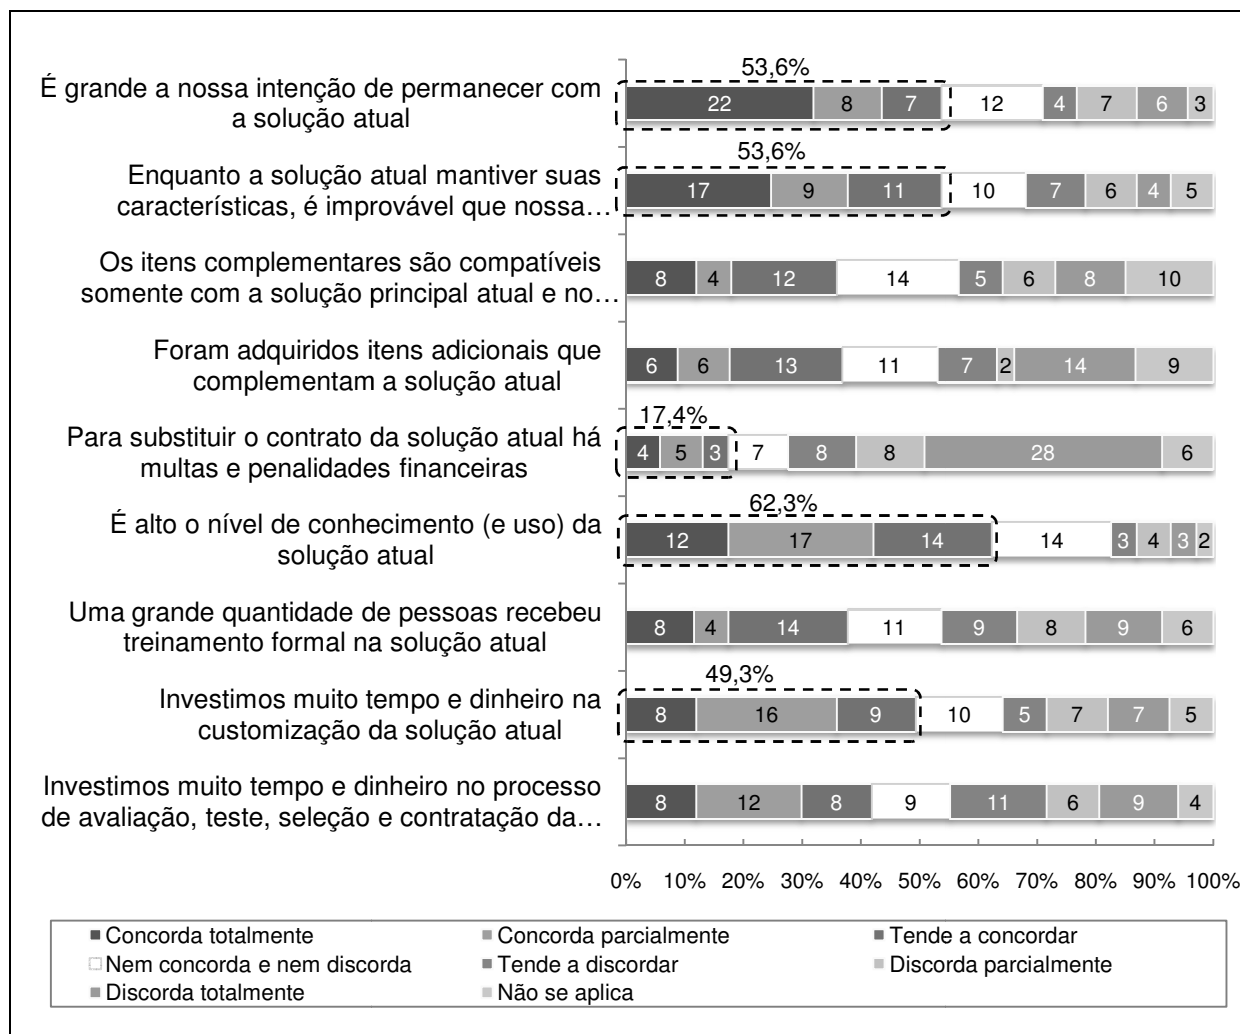 53,6%
É grande a nossa intenção de permanecer com
a solução atual
22 8 7 12 4 7 6 3
53,6%
Enquanto a solução atual mantiver suas
características, é improvável que nossa…
17 9 11 10 7 6 4 5
Os itens complementares são compatíveis
somente com a solução principal atual e no…
8 4 12 14 5 6 8 10
Foram adquiridos itens adicionais que
complementam a solução atual
6 6 13 11 7 2 14 9
17,4%
Para substituir o contrato da solução atual há
multas e penalidades financeiras
4 5 3 7 8 8 28 6
62,3%
É alto o nível de conhecimento (e uso) da
solução atual
12 17 14 14 3 4 3 2
Uma grande quantidade de pessoas recebeu
treinamento formal na solução atual
8 4 14 11 9 8 9 6
49,3%
Investimos muito tempo e dinheiro na
customização da solução atual
8 16 9 10 5 7 7 5
Investimos muito tempo e dinheiro no processo
de avaliação, teste, seleção e contratação da…
8 12 8 9 11 6 9 4
0% 10% 20% 30% 40% 50% 60% 70% 80% 90% 100%
Concorda totalmente Concorda parcialmente Tende a concordar
Nem concorda e nem discorda Tende a discordar Discorda parcialmente
Discorda totalmente Não se aplica